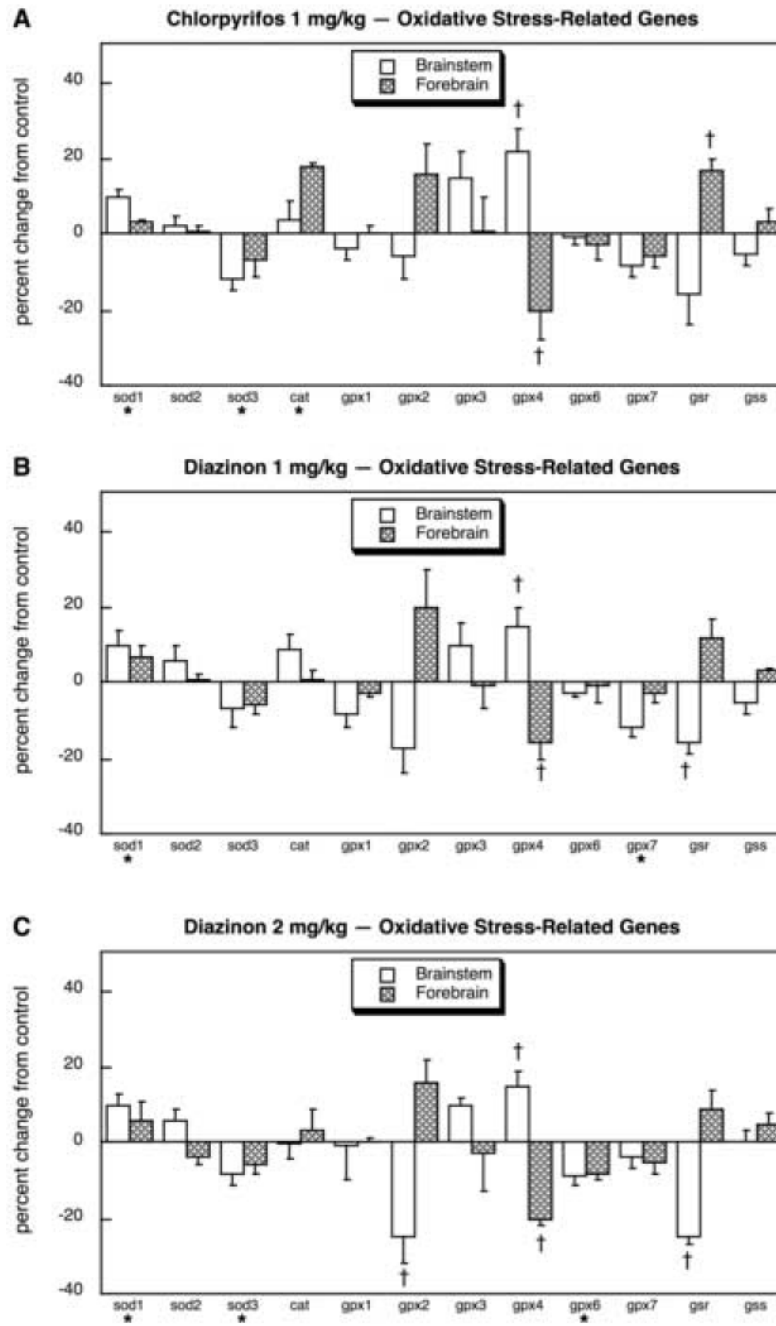 A
Chlorpyrifos 1 mg/kg — Oxidative Stress-Related Genes
Brainstem
Forebrain
percent change from control
40
20
0
-20
-40
†
†
†
sod1 sod2 sod3 cat gpx1 gpx2 gpx3 gpx4 gpx6 gpx7 gsr gss
* * *
B
Diazinon 1 mg/kg — Oxidative Stress-Related Genes
Brainstem
Forebrain
percent change from control
40
20
0
-20
-40
†
†
†
sod1 sod2 sod3 cat gpx1 gpx2 gpx3 gpx4 gpx6 gpx7 gsr gss
* *
C
Diazinon 2 mg/kg — Oxidative Stress-Related Genes
Brainstem
Forebrain
percent change from control
40
20
0
-20
-40
†
†
†
†
sod1 sod2 sod3 cat gpx1 gpx2 gpx3 gpx4 gpx6 gpx7 gsr gss
* * *